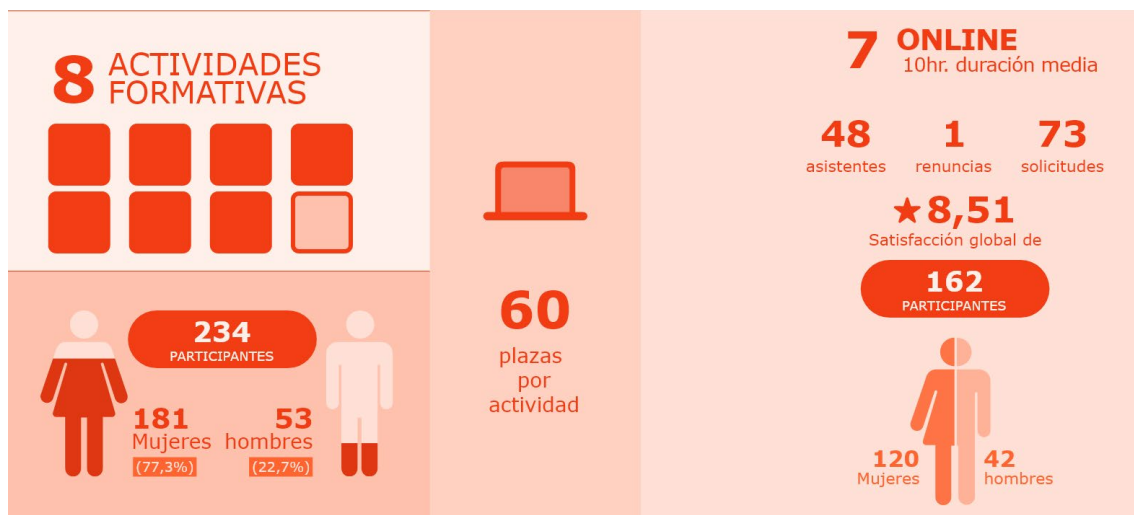 8 ACTIVIDADES
FORMATIVAS
234
PARTICIPANTES
181
Mujeres
(77,3%)
53
hombres
(22,7%)
60
plazas
por
actividad
7 ONLINE
10hr. duración media
48
asistentes
1
renuncias
73
solicitudes
8,51
Satisfacción global de
162
PARTICIPANTES
120
Mujeres
42
hombres